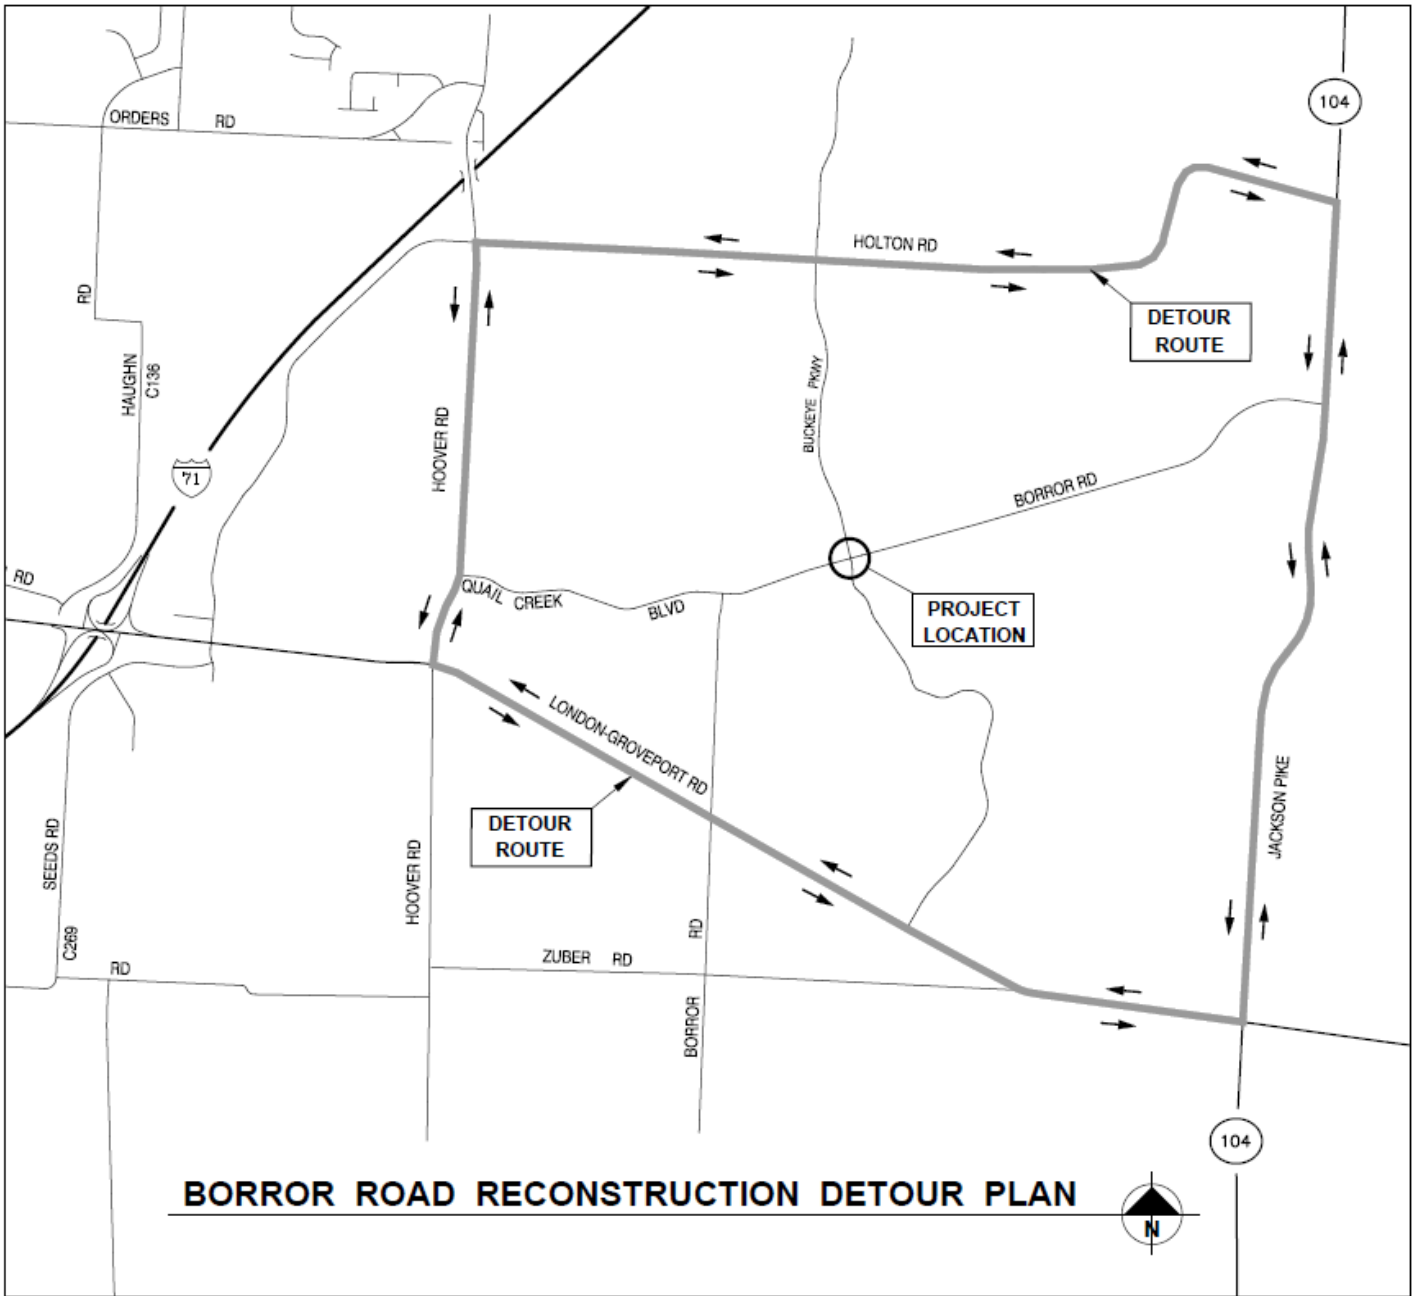 104
ORDERS RD
HOLTON RD
DETOUR
ROUTE
RD
HAUGHN
C136
BUCKEYE PKWY
HOOVER RD
71
BORROR RD
RD
QUAIL CREEK BLVD
PROJECT
LOCATION
LONDON-GROVEPORT RD
DETOUR
ROUTE
JACKSON PIKE
SEEDS RD
HOOVER RD
C269
RD
ZUBER RD
BORROR RD
104
BORROR ROAD RECONSTRUCTION DETOUR PLAN
N